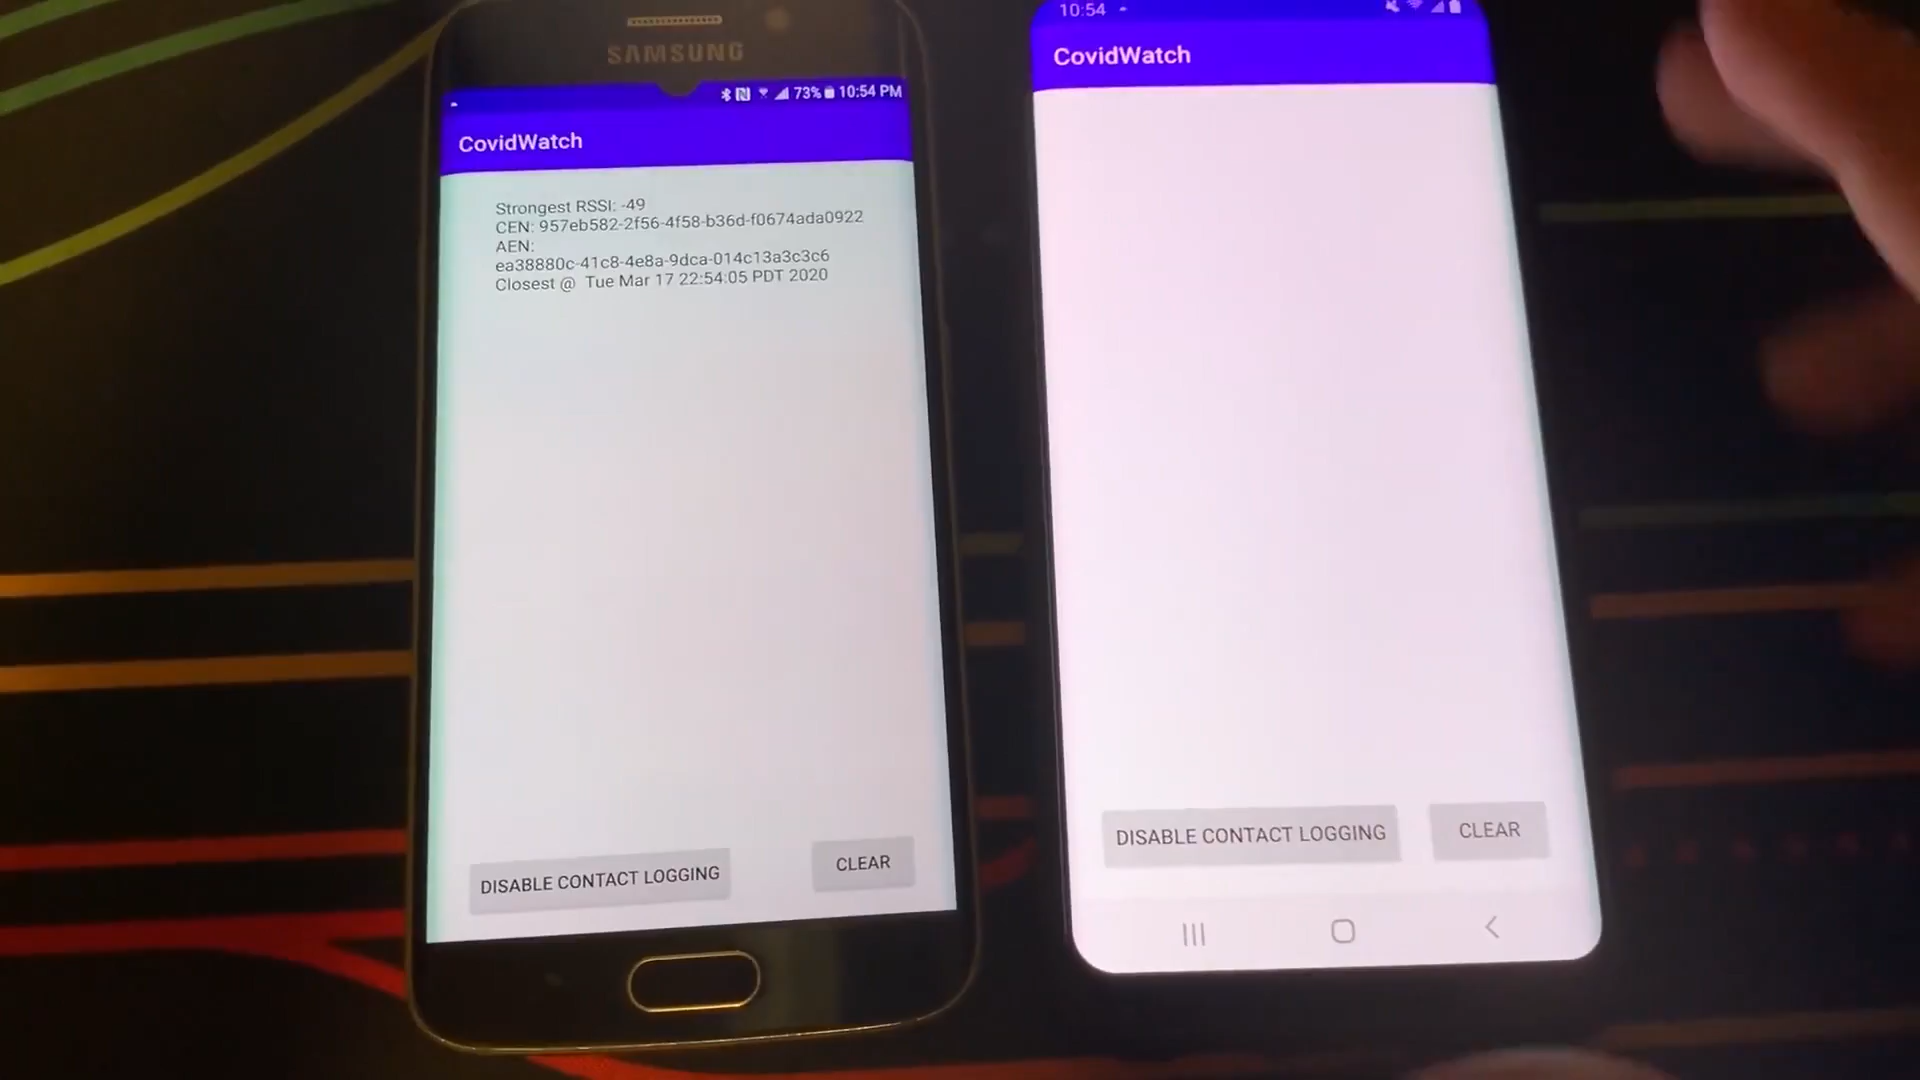 SAMSUNG
73% 10:54 PM
CovidWatch
Strongest RSSI: -49
CEN: 957eb582-2f56-4f58-b36d-f0674ada0922
AEN:
ea38880c-41c8-4e8a-9dca-014c13a3c3c6
Closest @ Tue Mar 17 22:54:05 PDT 2020
DISABLE CONTACT LOGGING
CLEAR
10:54
CovidWatch
DISABLE CONTACT LOGGING
CLEAR